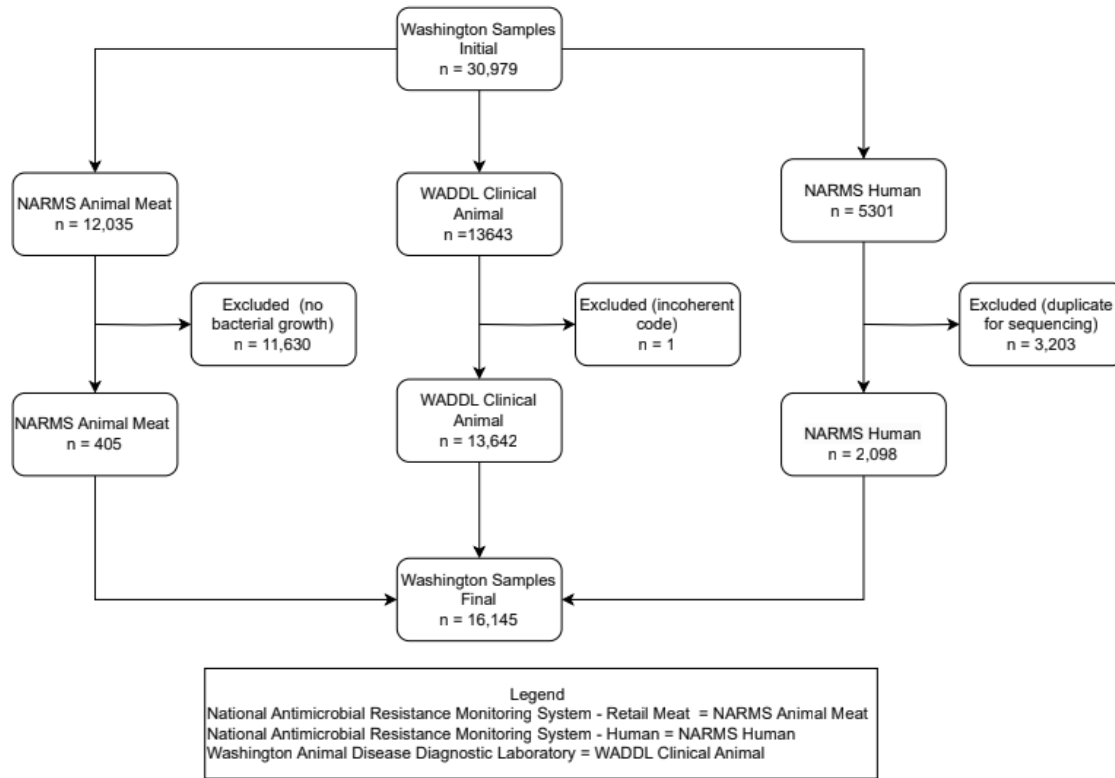 Washington Samples
Initial
n = 30,979
NARMS Animal Meat
n = 12,035
WADDL Clinical
Animal
n =13643
NARMS Human
n = 5301
Excluded (no
bacterial growth)
n = 11,630
Excluded (incoherent
code)
n = 1
Excluded (duplicate
for sequencing)
n = 3,203
NARMS Animal Meat
n = 405
WADDL Clinical
Animal
n = 13,642
NARMS Human
n = 2,098
Washington Samples
Final
n = 16,145
Legend
National Antimicrobial Resistance Monitoring System - Retail Meat = NARMS Animal Meat
National Antimicrobial Resistance Monitoring System - Human = NARMS Human
Washington Animal Disease Diagnostic Laboratory = WADDL Clinical Animal